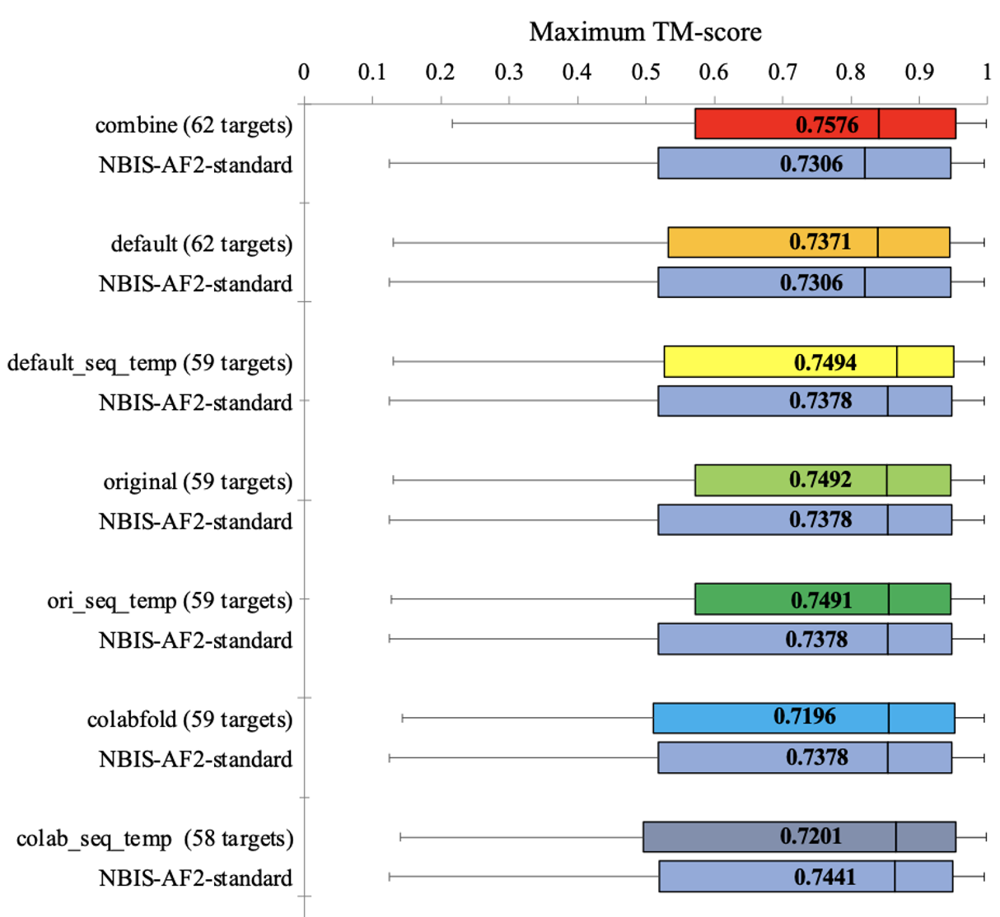 Maximum TM-score
0 0.1 0.2 0.3 0.4 0.5 0.6 0.7 0.8 0.9 1
combine (62 targets) 0.7576
NBIS-AF2-standard 0.7306
default (62 targets) 0.7371
NBIS-AF2-standard 0.7306
default_seq_temp (59 targets) 0.7494
NBIS-AF2-standard 0.7378
original (59 targets) 0.7492
NBIS-AF2-standard 0.7378
ori_seq_temp (59 targets) 0.7491
NBIS-AF2-standard 0.7378
colabfold (59 targets) 0.7196
NBIS-AF2-standard 0.7378
colab_seq_temp (58 targets) 0.7201
NBIS-AF2-standard 0.7441